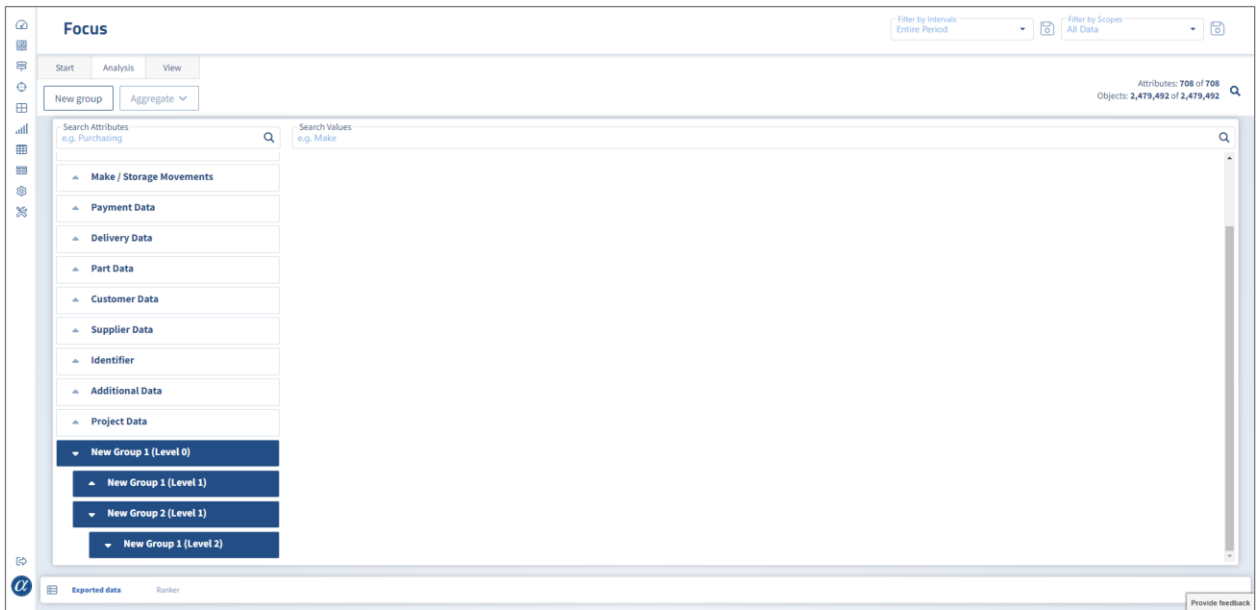 Focus
Filter by Intervals
Entire Period
Filter by Scopes
All Data
Start Analysis View
New group Aggregate
Attributes: 708 of 708
Objects: 2,479,492 of 2,479,492
Search Attributes
e.g. Purchasing
Search Values
e.g. Make
Make / Storage Movements
Payment Data
Delivery Data
Part Data
Customer Data
Supplier Data
Identifier
Additional Data
Project Data
New Group 1 (Level 0)
New Group 1 (Level 1)
New Group 2 (Level 1)
New Group 1 (Level 2)
α
Exported data Ranker
Provide feedback